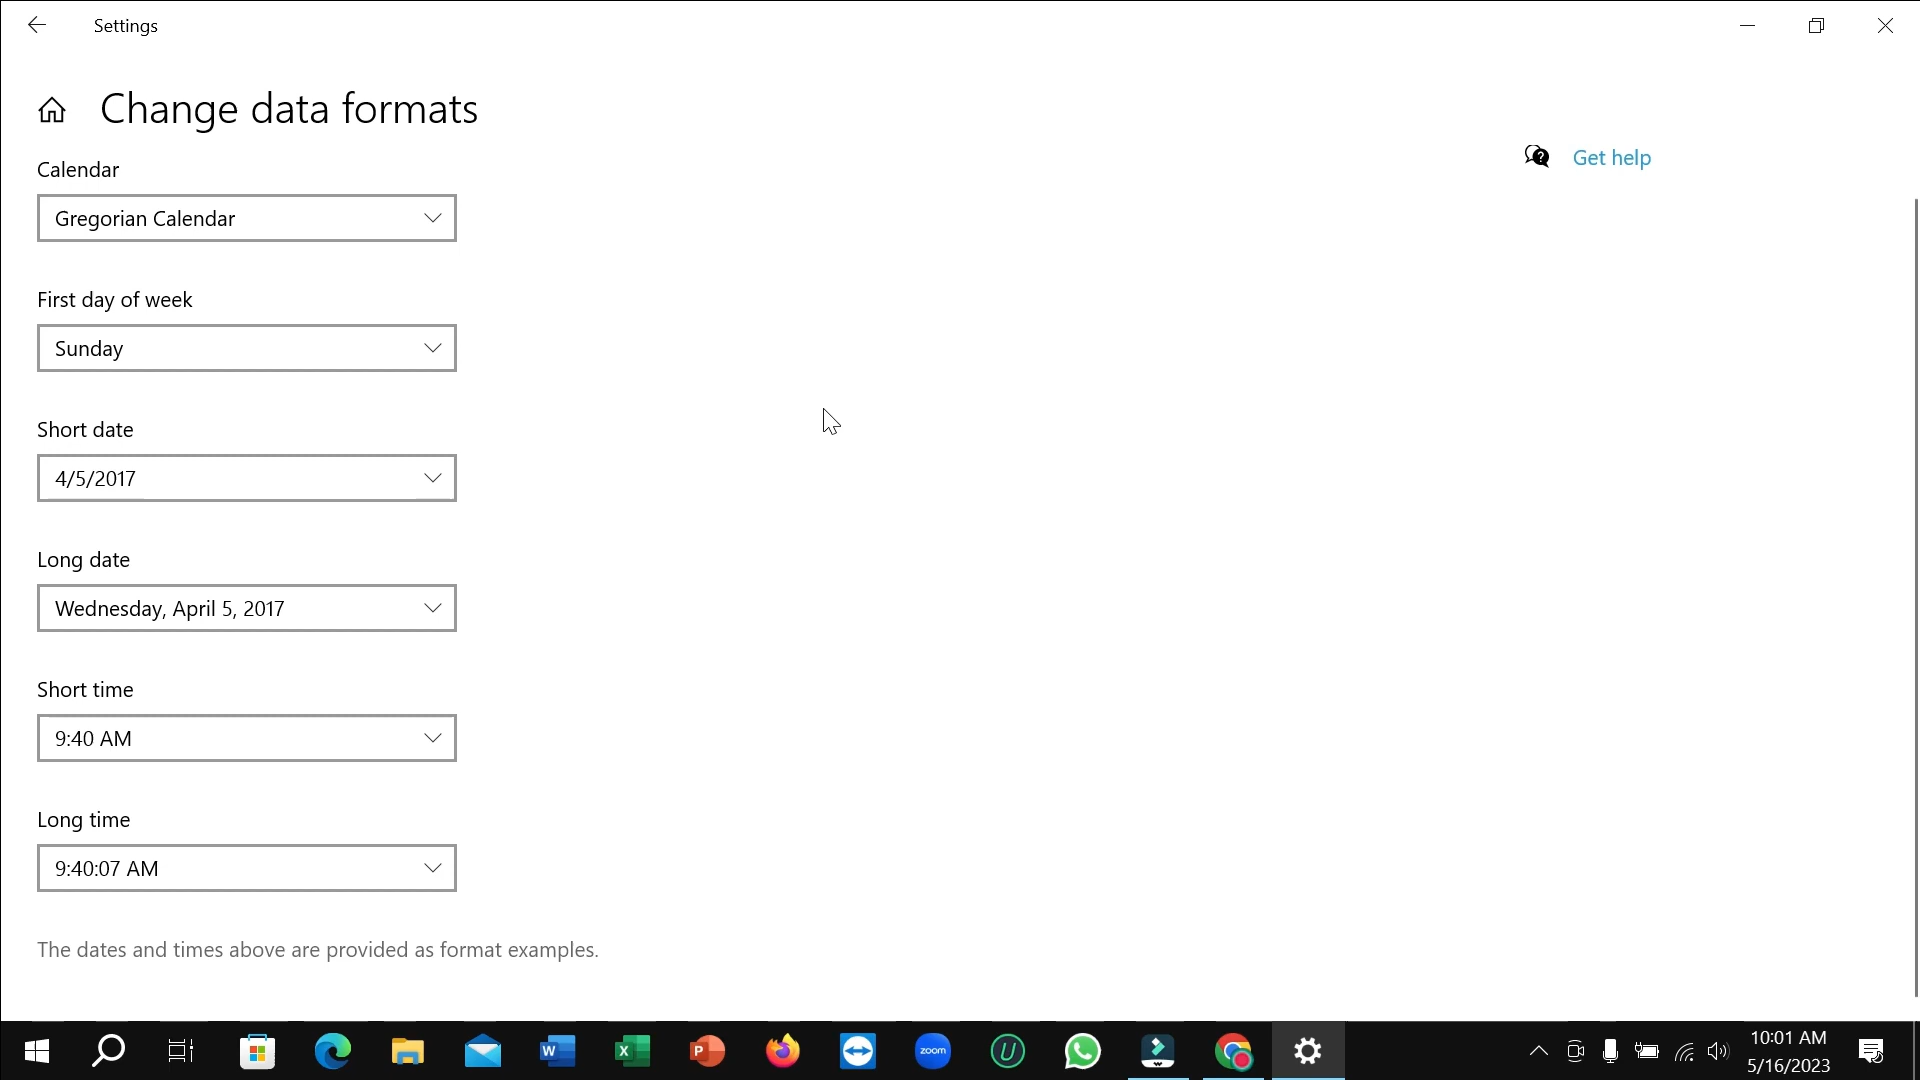 Settings
Change data formats
Get help
Calendar
Gregorian Calendar
First day of week
Sunday
Short date
4/5/2017
Long date
Wednesday, April 5, 2017
Short time
9:40 AM
Long time
9:40:07 AM
The dates and times above are provided as format examples.
W
X
P
zoom
U
10:01 AM
5/16/2023